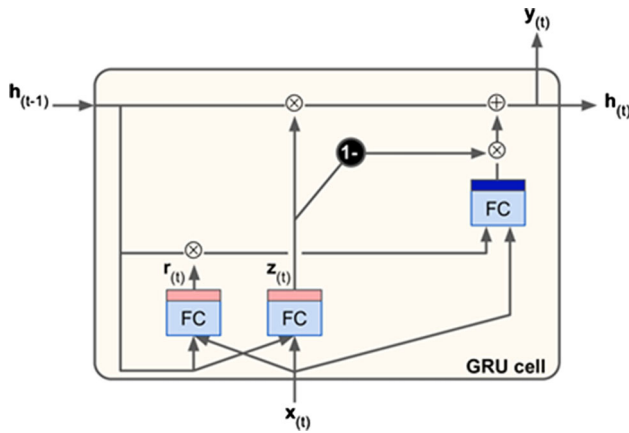 y(t)
h(t-1)
h(t)
1-
FC
r(t)
z(t)
FC
FC
GRU cell
x(t)